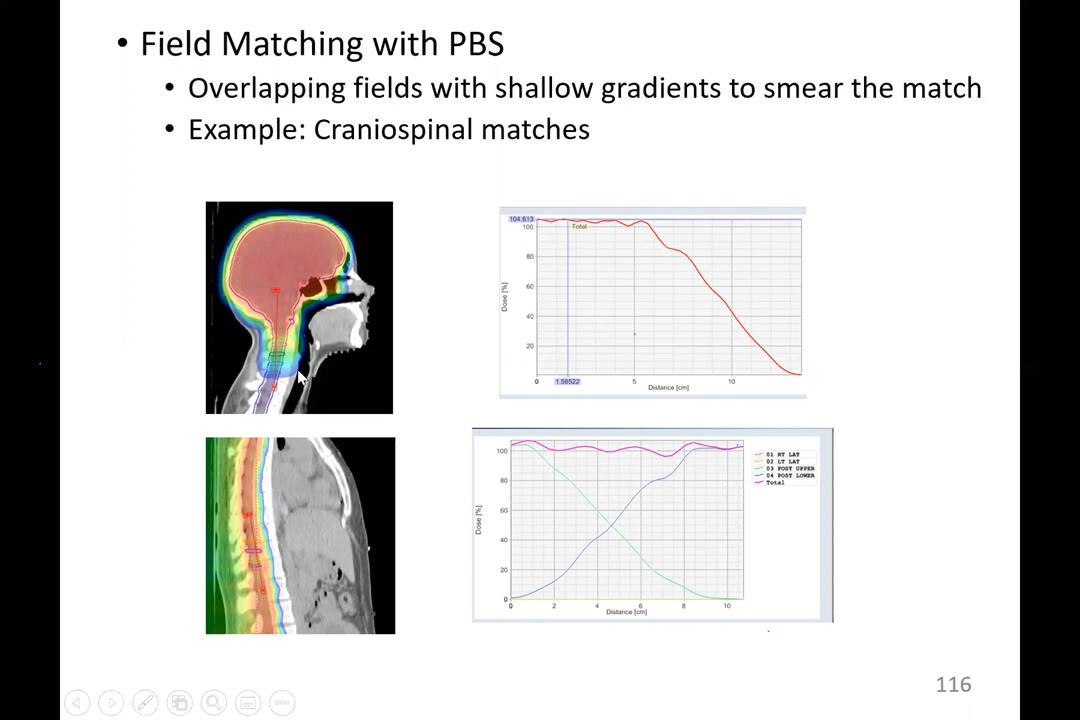 • Field Matching with PBS
• Overlapping fields with shallow gradients to smear the match
• Example: Craniospinal matches
104.613
Total
100
80
60
40
20
Dose [%]
0
1.58522
5
10
Distance [cm]
100
80
60
40
20
0
Dose [%]
0
2
4
6
8
10
Distance [cm]
01 RT LAT
02 LT LAT
03 POST UPPER
04 POST LOWER
Total
116